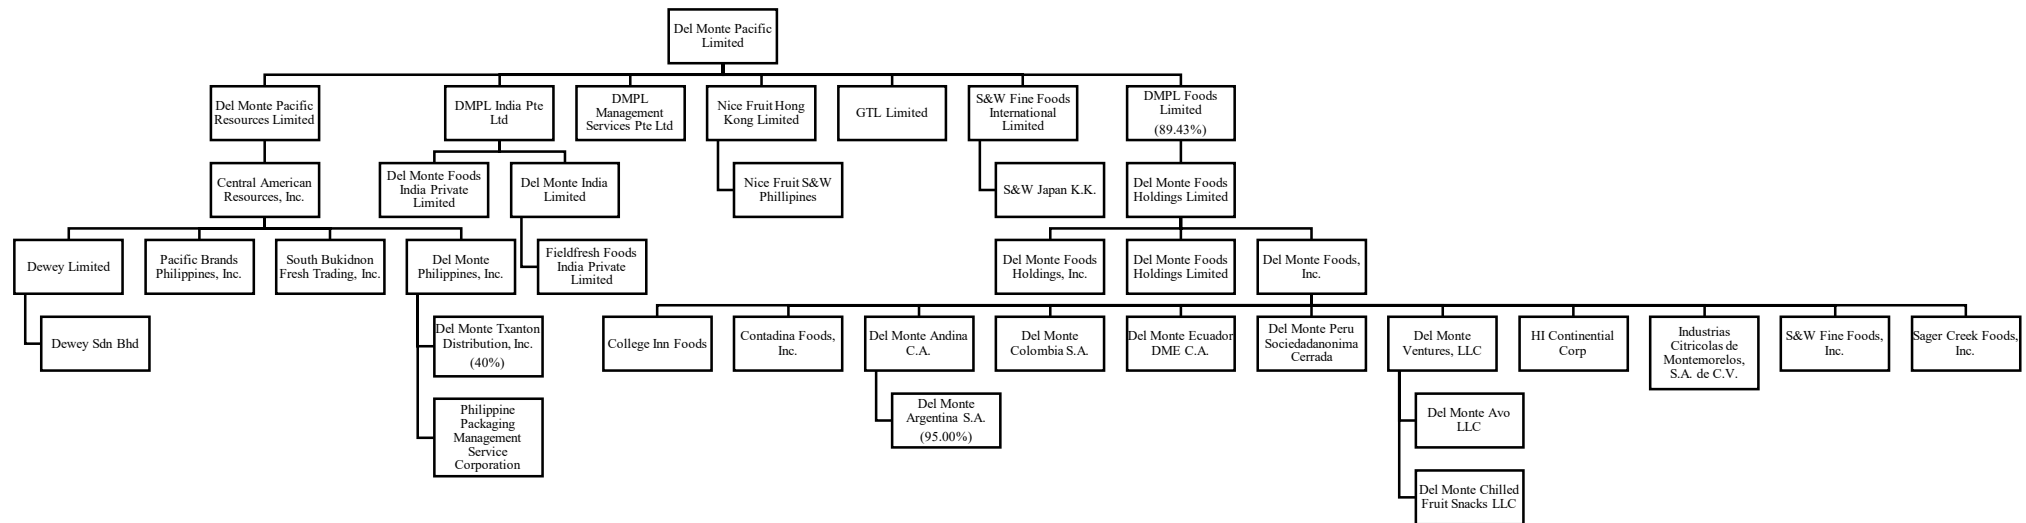 Del Monte Pacific
Limited
Del Monte Pacific
Resources Limited
DMPL India Pte
Ltd
DMPL
Management
Services Pte Ltd
Nice Fruit Hong
Kong Limited
GTL Limited
S&W Fine Foods
International
Limited
DMPL Foods
Limited
(89.43%)
Central American
Resources, Inc.
Del Monte Foods
India Private
Limited
Del Monte India
Limited
Nice Fruit S&W
Phillipines
S&W Japan K.K.
Del Monte Foods
Holdings Limited
Dewey Limited
Pacific Brands
Philippines, Inc.
South Bukidnon
Fresh Trading, Inc.
Del Monte
Philippines, Inc.
Fieldfresh Foods
India Private
Limited
Del Monte Foods
Holdings, Inc.
Del Monte Foods
Holdings Limited
Del Monte Foods,
Inc.
Dewey Sdn Bhd
Del Monte Txanton
Distribution, Inc.
(40%)
College Inn Foods
Contadina Foods,
Inc.
Del Monte Andina
C.A.
Del Monte
Colombia S.A.
Del Monte Ecuador
DME C.A.
Del Monte Peru
Sociedadanonima
Cerrada
Del Monte
Ventures, LLC
HI Continental
Corp
Industrias
Citricolas de
Montemorelos,
S.A. de C.V.
S&W Fine Foods,
Inc.
Sager Creek Foods,
Inc.
Philippine
Packaging
Management
Service
Corporation
Del Monte
Argentina S.A.
(95.00%)
Del Monte Avo
LLC
Del Monte Chilled
Fruit Snacks LLC